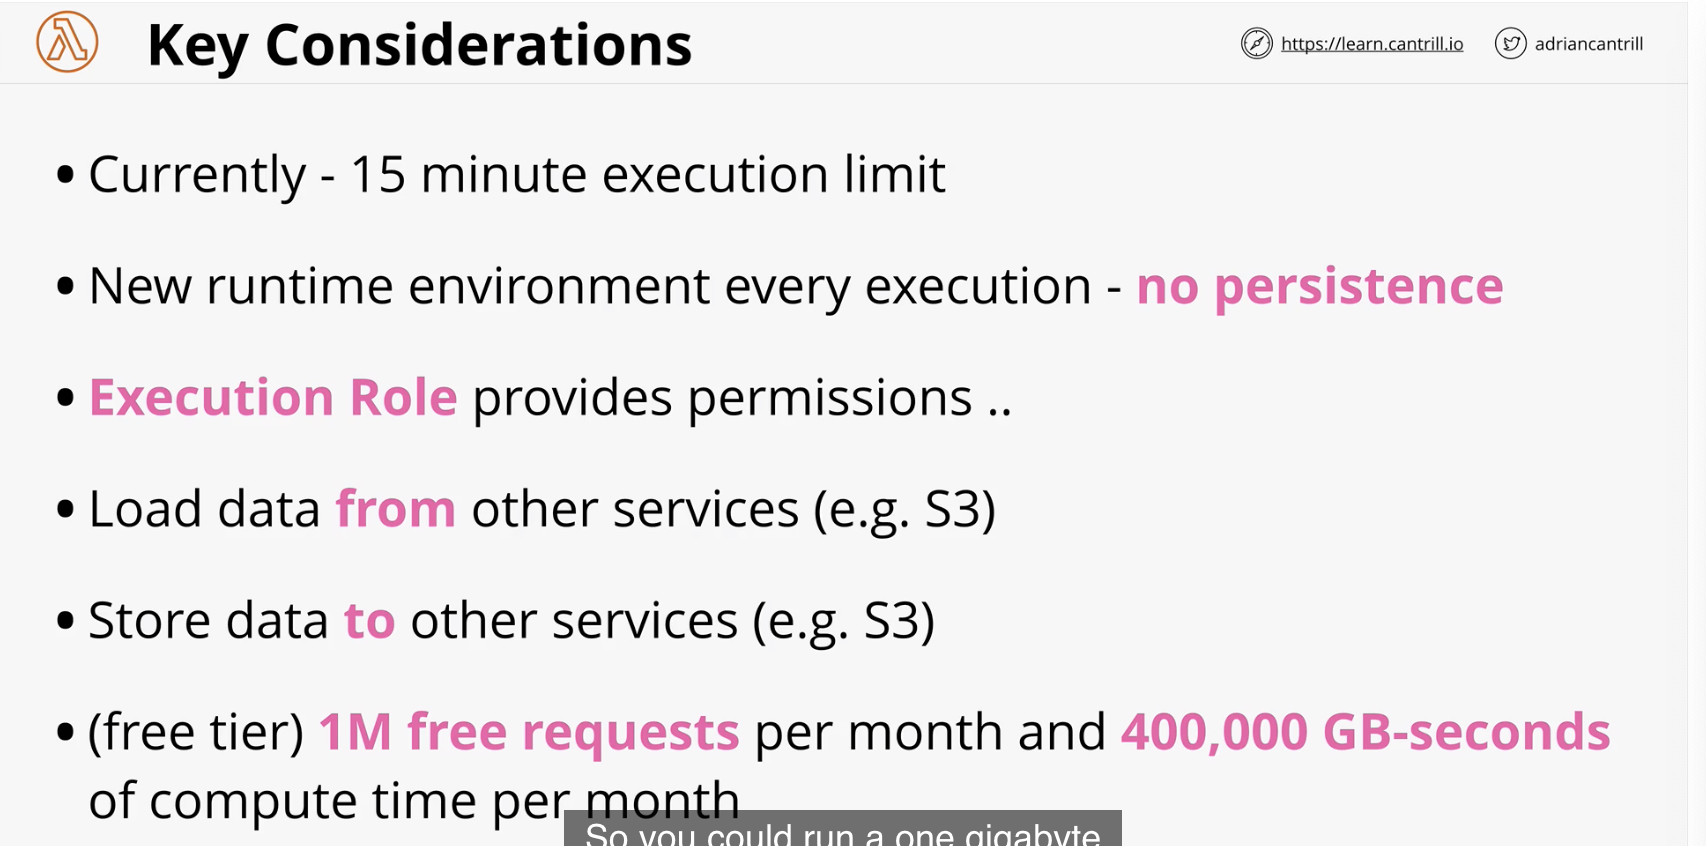 Key Considerations
https://learn.cantrill.io
adriancantrill
• Currently - 15 minute execution limit
• New runtime environment every execution - no persistence
• Execution Role provides permissions ..
• Load data from other services (e.g. S3)
• Store data to other services (e.g. S3)
• (free tier) 1M free requests per month and 400,000 GB-seconds
of compute time per month
So you could run a one gigabyte